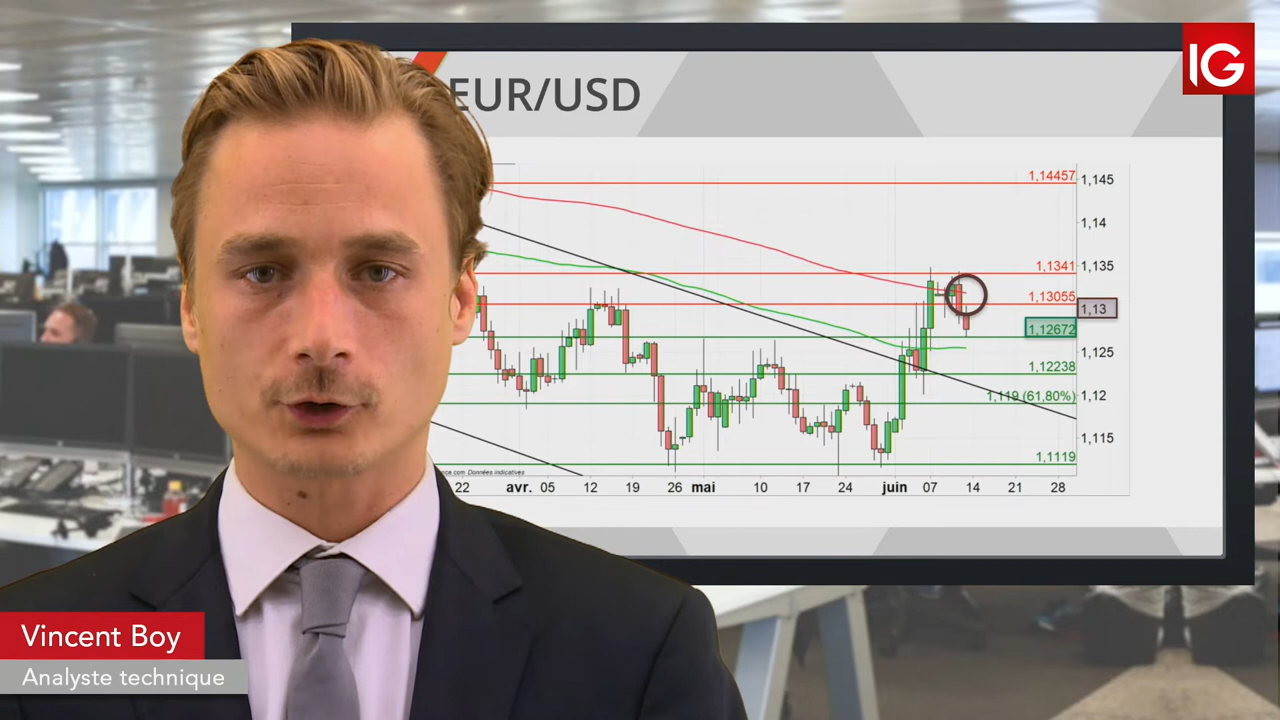 IG
EUR/USD
1,14457
1,145
1,14
1,1341
1,135
1,13055
1,13
1,12672
1,125
1,12238
1,119 (61,80%)
1,12
1,115
1,1119
Données indicatives
22 avr. 05 12 19 26 mai 10 17 24 juin 07 14 21 28
Vincent Boy
Analyste technique